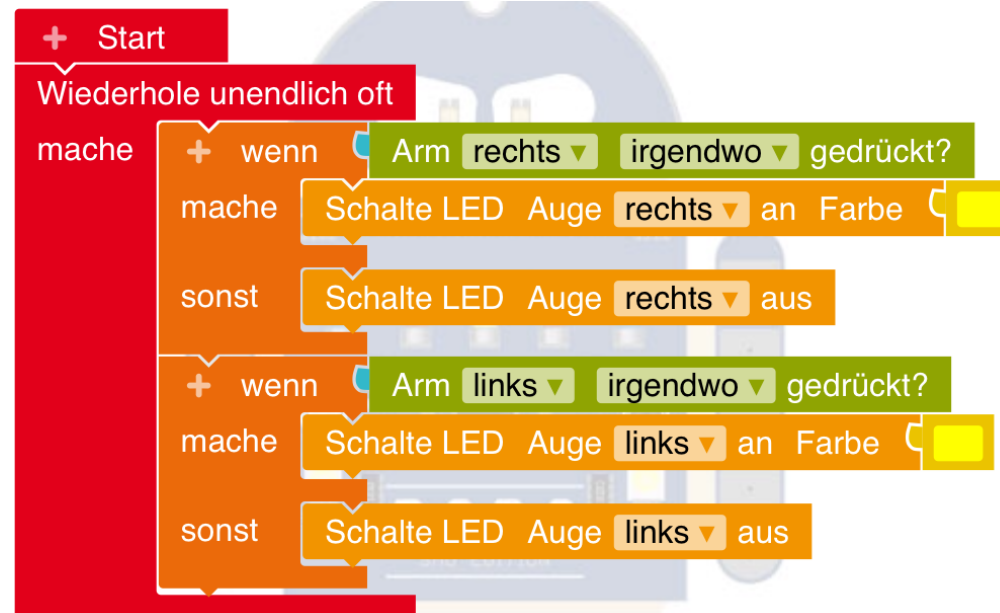 + Start
Wiederhole unendlich oft
mache + wenn Arm rechts ▾ irgendwo ▾ gedrückt?
mache Schalte LED Auge rechts ▾ an Farbe
sonst Schalte LED Auge rechts ▾ aus
+ wenn Arm links ▾ irgendwo ▾ gedrückt?
mache Schalte LED Auge links ▾ an Farbe
sonst Schalte LED Auge links ▾ aus